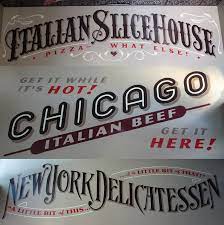 ITALIAN SLICE HOUSE
PIZZA WHAT ELSE!
GET IT WHILE
IT'S HOT!
CHICAGO
ITALIAN BEEF
GET IT
HERE!
A LITTLE BIT OF THAT!
NEW YORK DELICATESSEN
A LITTLE BIT OF THIS...